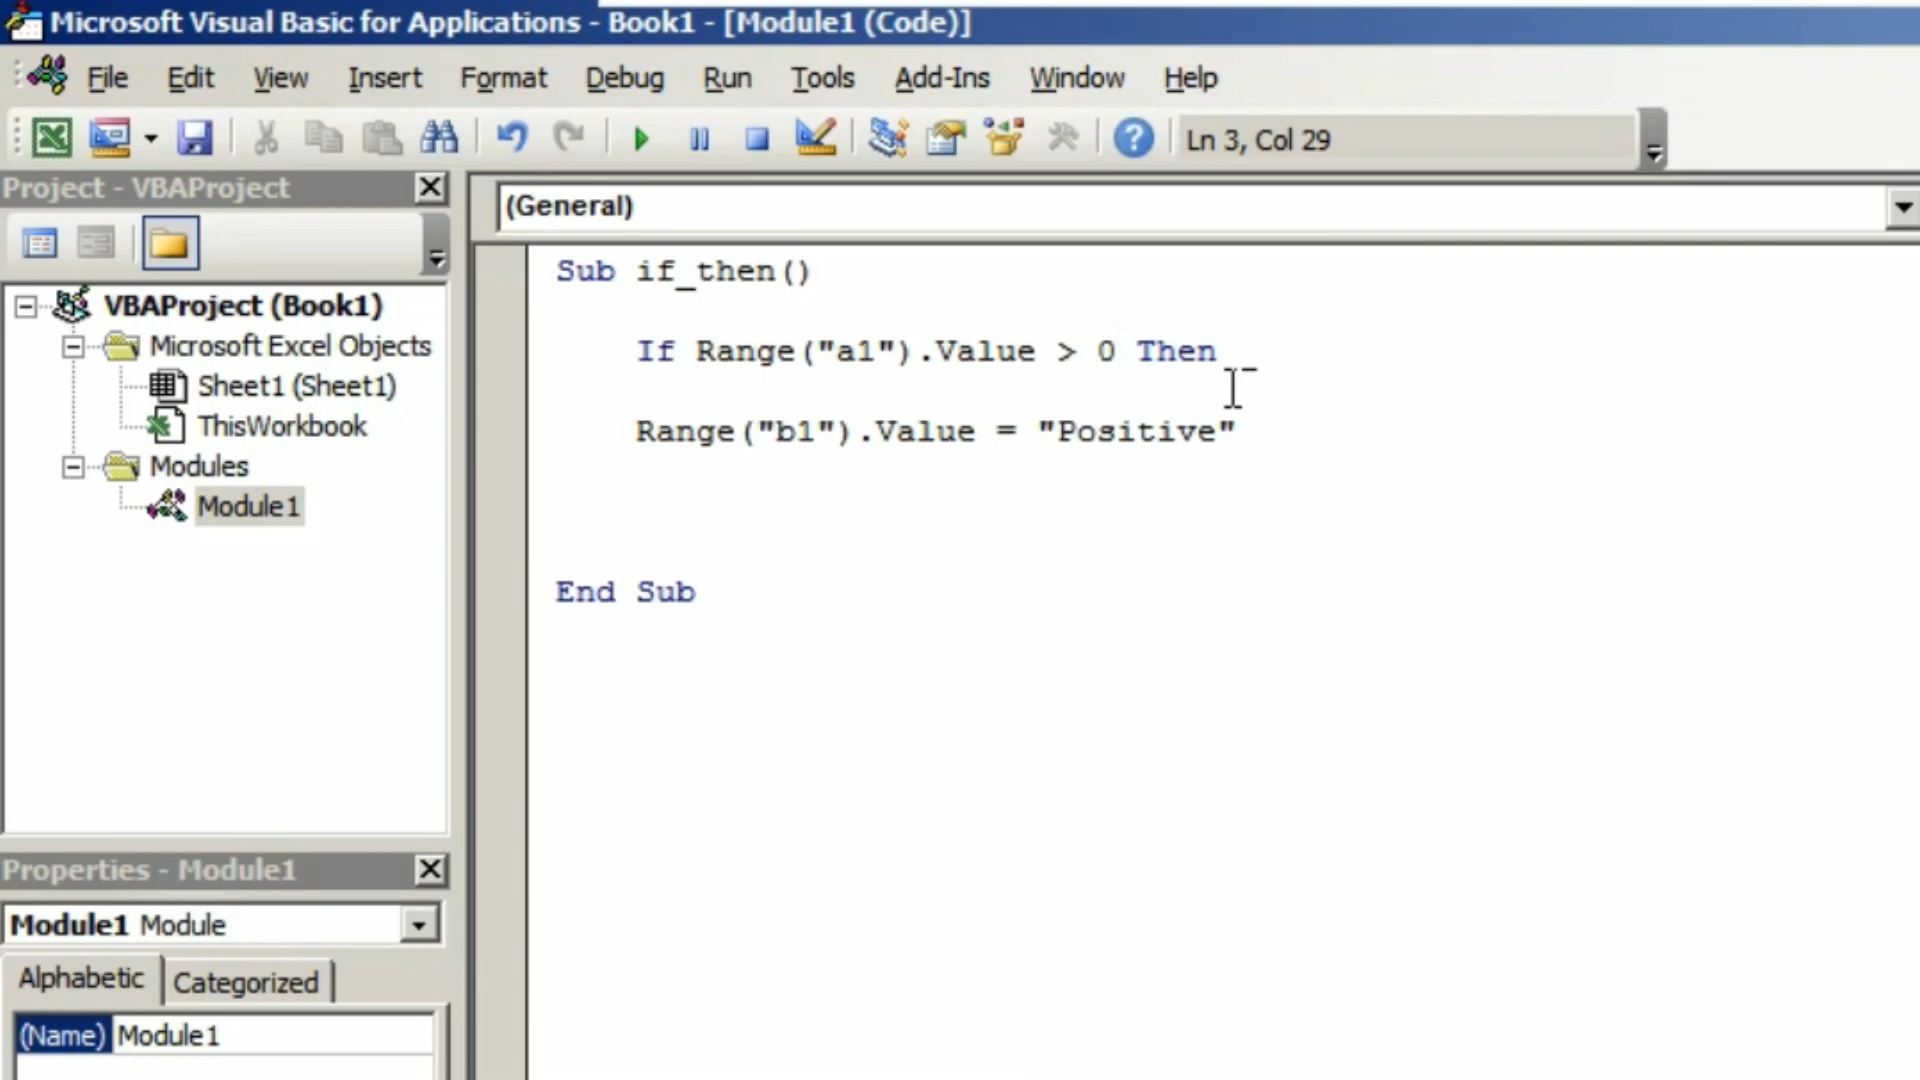 Microsoft Visual Basic for Applications - Book1 - [Module1 (Code)]
File Edit View Insert Format Debug Run Tools Add-Ins Window Help
Ln 3, Col 29
Project - VBAProject
(General)
VBAProject (Book1)
Microsoft Excel Objects
Sheet1 (Sheet1)
ThisWorkbook
Modules
Module1
Sub if_then()
If Range("a1").Value > 0 Then _
Range("b1").Value = "Positive"
End Sub
Properties - Module1
Module1 Module
Alphabetic Categorized
(Name) Module1